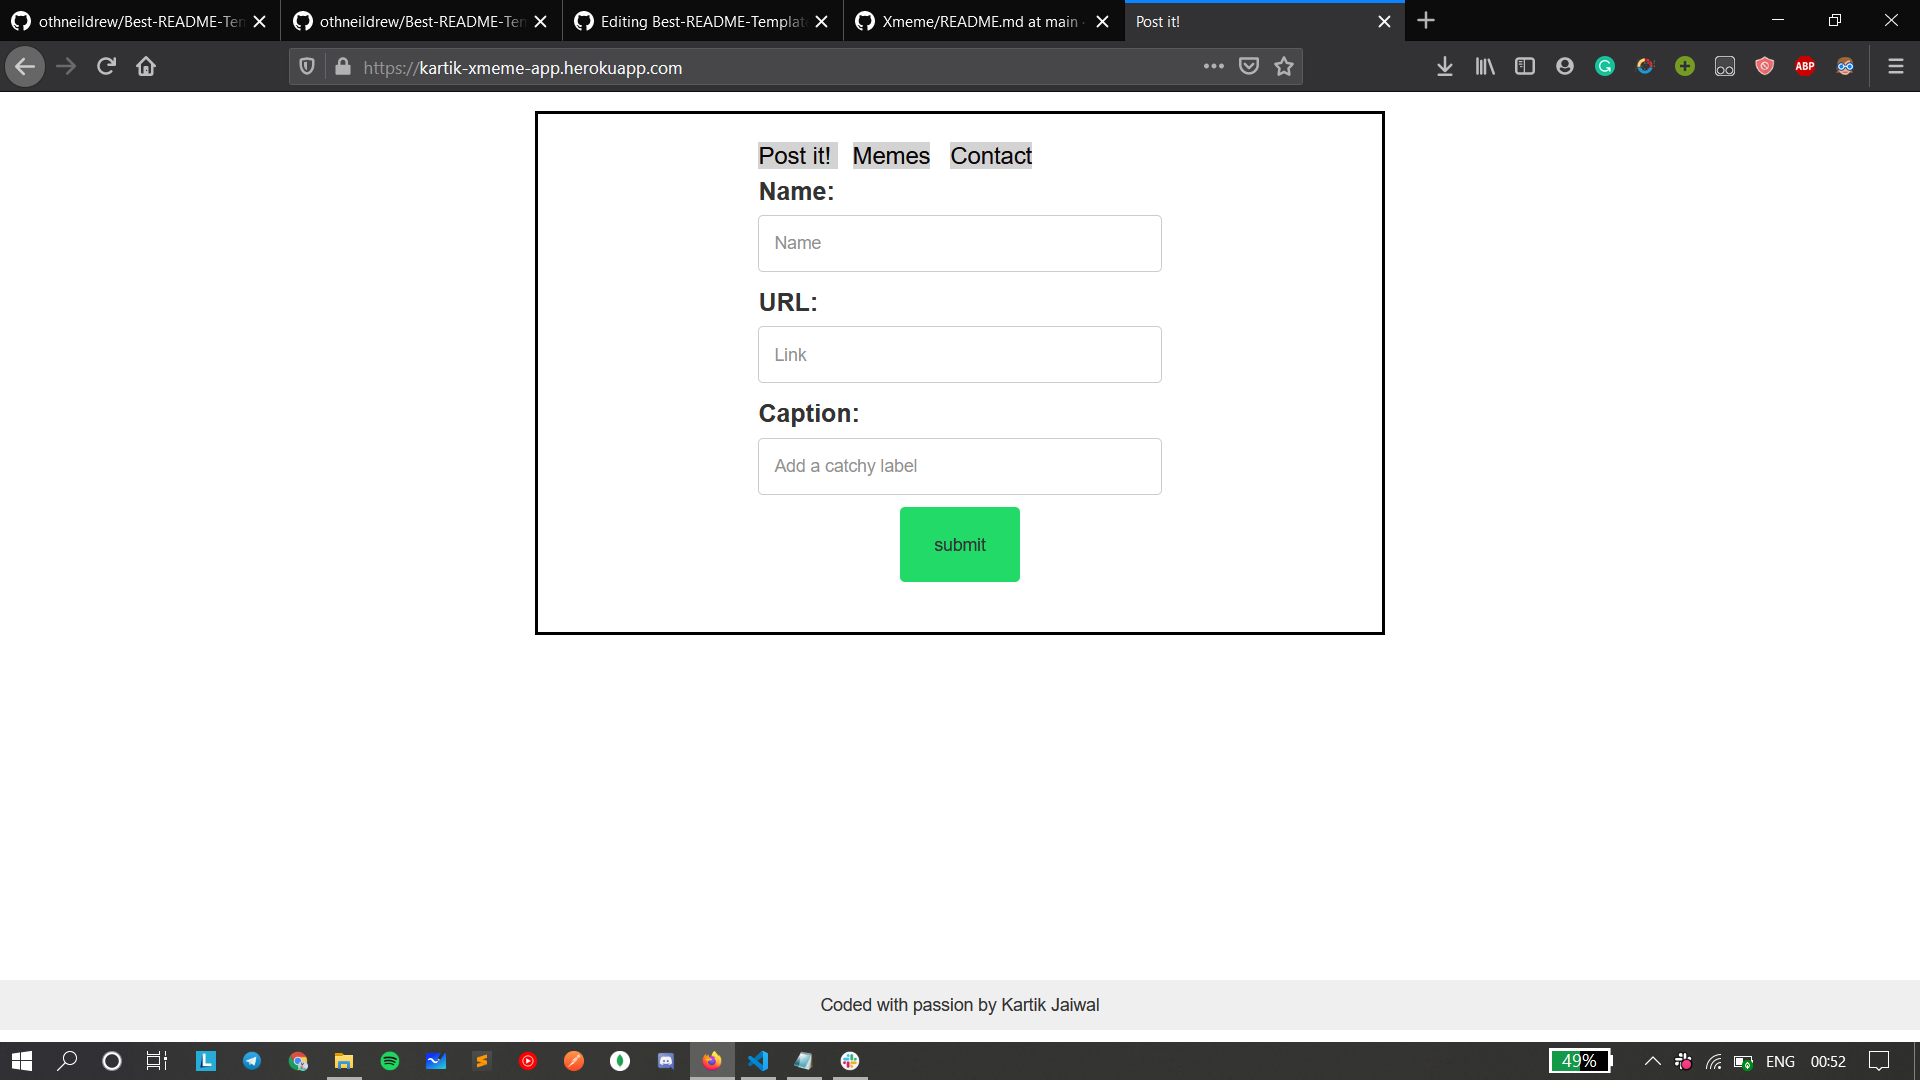 othneildrew/Best-README-Tem
othneildrew/Best-README-Tem
Editing Best-README-Templat
Xmeme/README.md at main ·
Post it!
https://kartik-xmeme-app.herokuapp.com
ABP
Post it! Memes Contact
Name:
Name
URL:
Link
Caption:
Add a catchy label
submit
Coded with passion by Kartik Jaiwal
L
49%
ENG
00:52